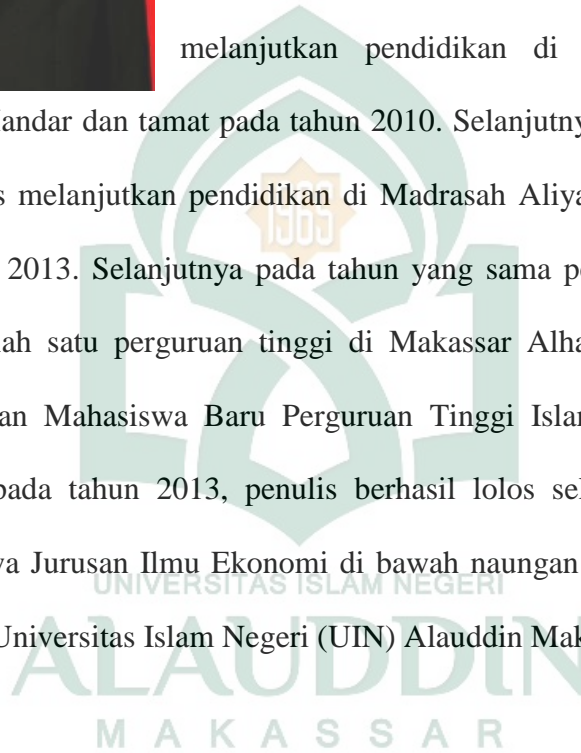 melanjutkan pendidikan di
andar dan tamat pada tahun 2010. Selanjutny
s melanjutkan pendidikan di Madrasah Aliya
1965
2013. Selanjutnya pada tahun yang sama p
lah satu perguruan tinggi di Makassar Alha
an Mahasiswa Baru Perguruan Tinggi Islam
pada tahun 2013, penulis berhasil lolos sel
va Jurusan Ilmu Ekonomi di bawah naungan
UNIVERSITAS ISLAM NEGERI
Universitas Islam Negeri (UIN) Alauddin Mak
ALAUDDIN
MAKASSAR